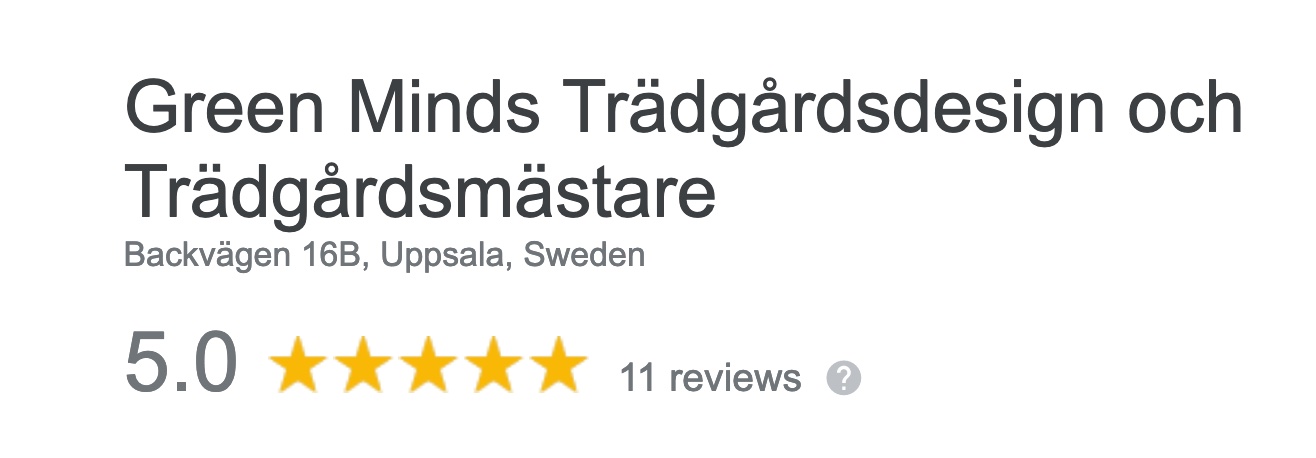 Green Minds Trädgårdsdesign och
Trädgårdsmästare
Backvägen 16B, Uppsala, Sweden
5.0 11 reviews ?